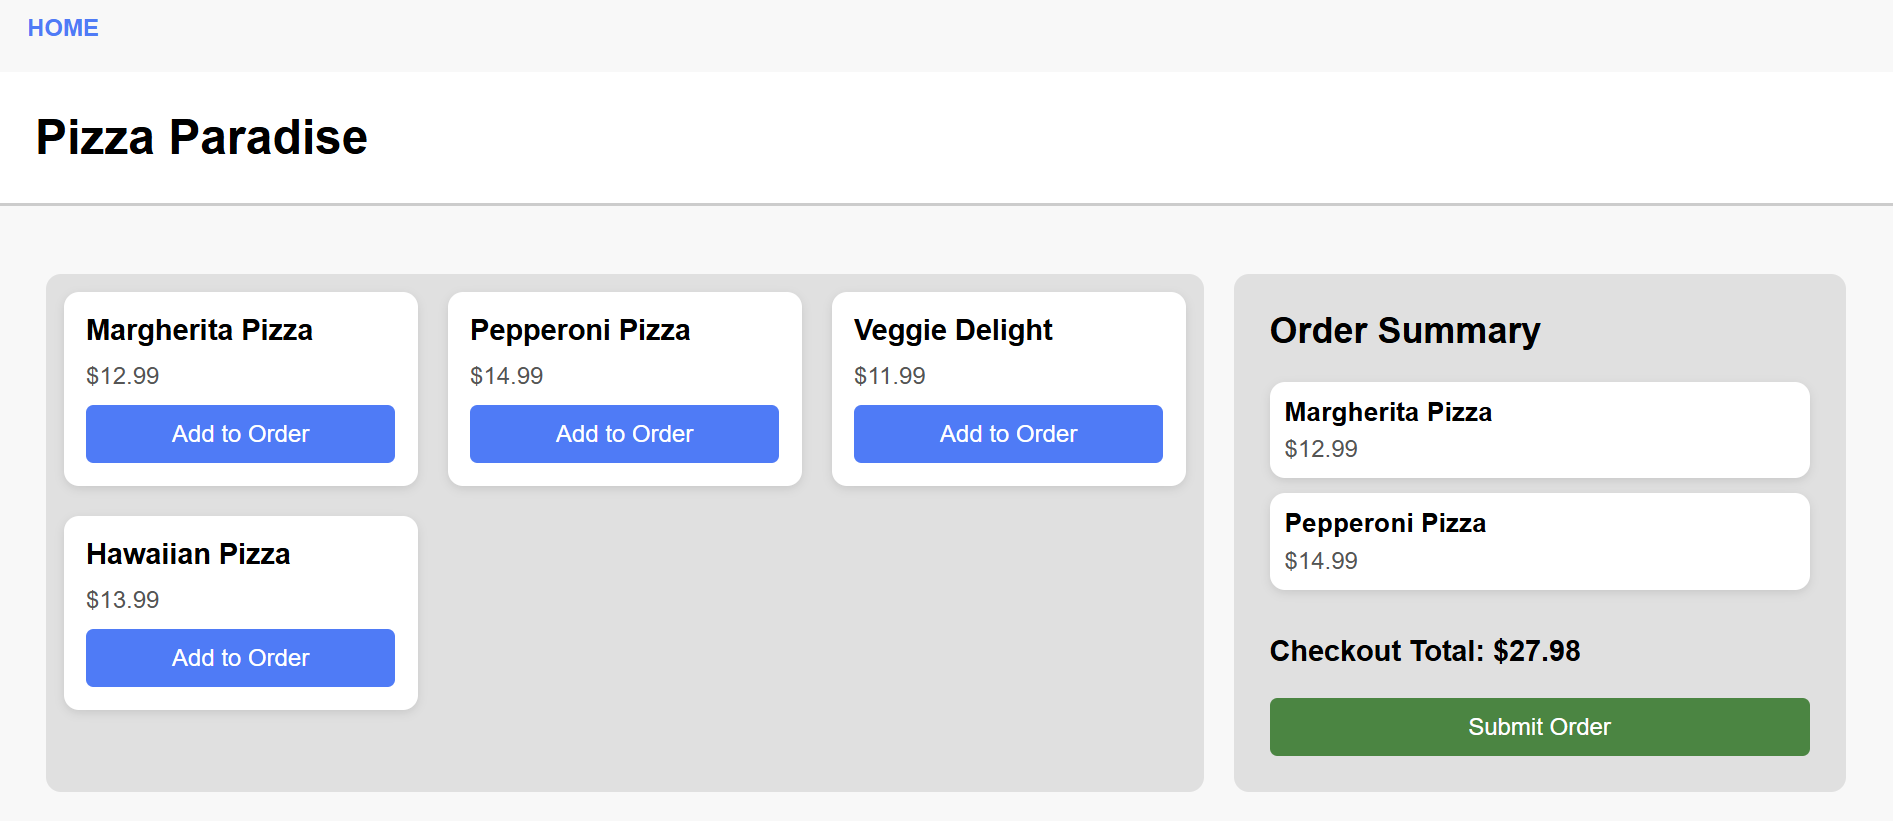 HOME
Pizza Paradise
Margherita Pizza
$12.99
Add to Order
Pepperoni Pizza
$14.99
Add to Order
Veggie Delight
$11.99
Add to Order
Hawaiian Pizza
$13.99
Add to Order
Order Summary
Margherita Pizza
$12.99
Pepperoni Pizza
$14.99
Checkout Total: $27.98
Submit Order